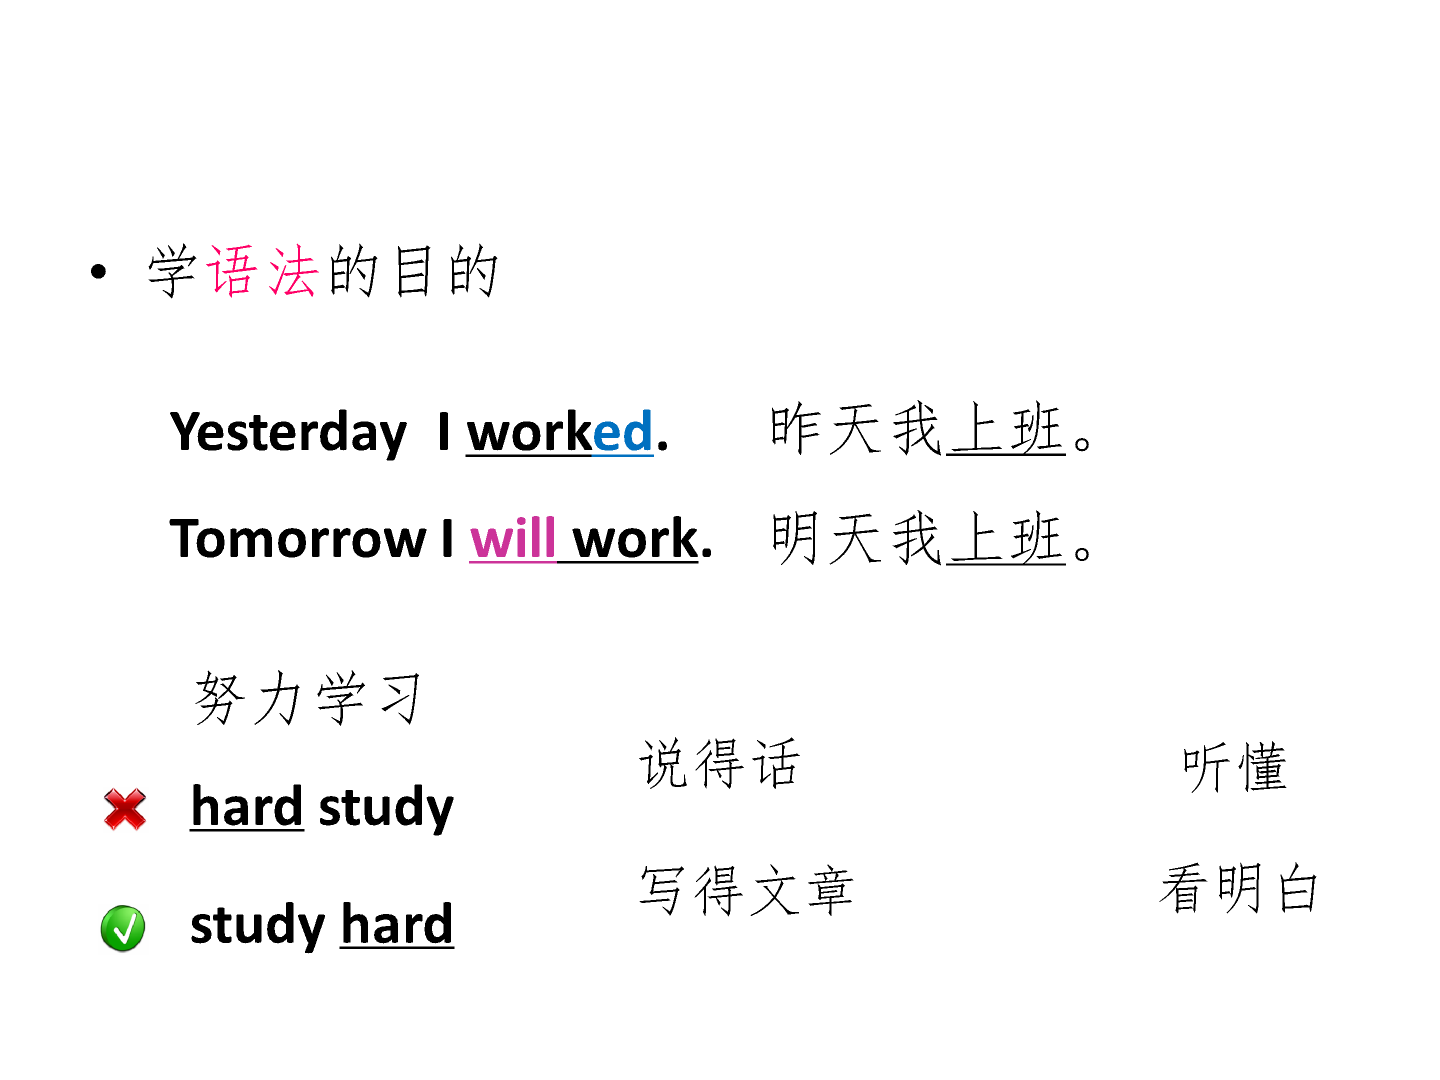 • 学语法的目的
Yesterday I worked. 昨天我上班。
Tomorrow I will work. 明天我上班。
努力学习
说得话 听懂
hard study
写得文章 看明白
study hard